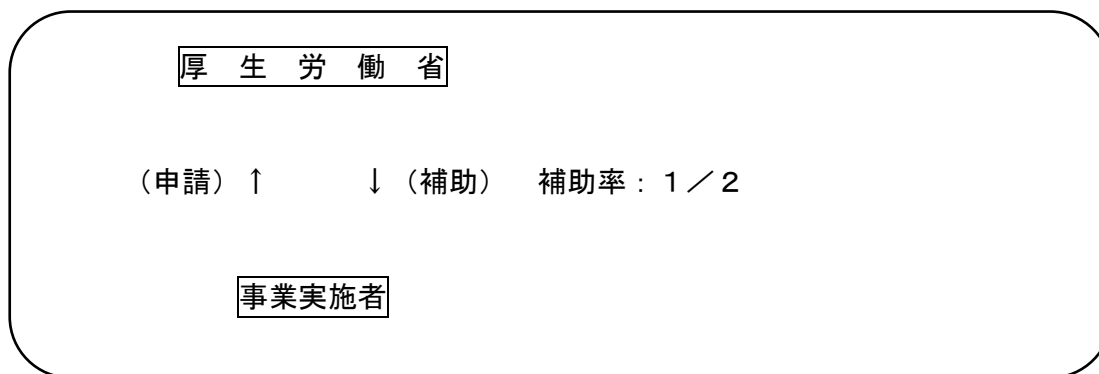 厚　生　労　働　省
（申請）↑　　　↓（補助）　補助率：１／２
事業実施者